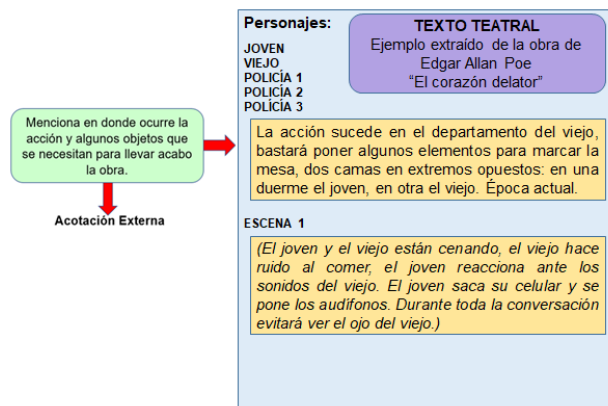 Personajes:
JOVEN
VIEJO
POLICÍA 1
POLICÍA 2
POLÍCÍA 3
TEXTO TEATRAL
Ejemplo extraído de la obra de
Edgar Allan Poe
“El corazón delator”
Menciona en donde ocurre la
acción y algunos objetos que
se necesitan para llevar acabo
la obra.
Acotación Externa
La acción sucede en el departamento del viejo,
bastará poner algunos elementos para marcar la
mesa, dos camas en extremos opuestos: en una
duerme el joven, en otra el viejo. Época actual.
ESCENA 1
(El joven y el viejo están cenando, el viejo hace
ruido al comer, el joven reacciona ante los
sonidos del viejo. El joven saca su celular y se
pone los audífonos. Durante toda la conversación
evitará ver el ojo del viejo.)